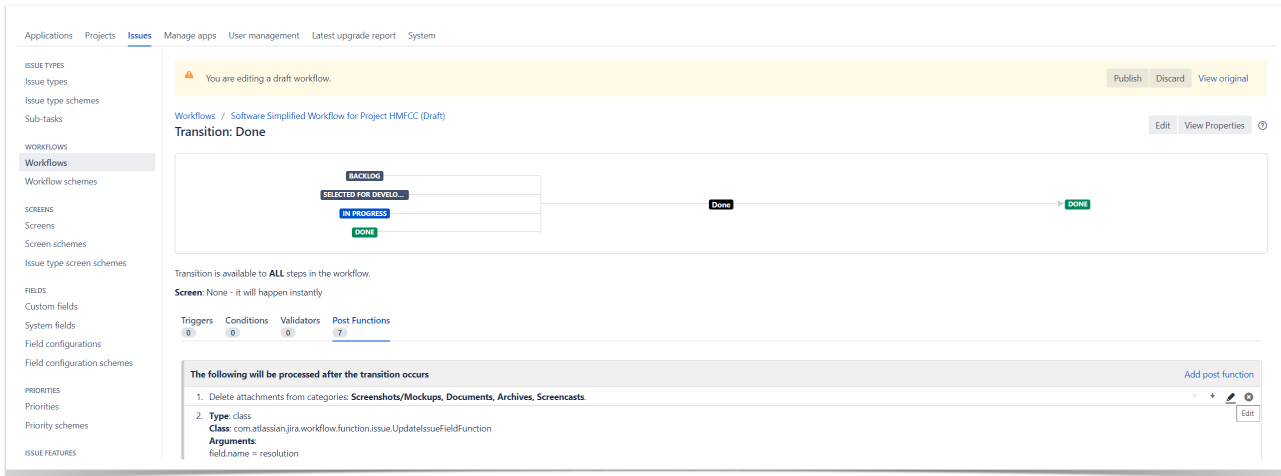 Applications Projects Issues Manage apps User management Latest upgrade report System
ISSUE TYPES
Issue types
Issue type schemes
Sub-tasks
WORKFLOWS
Workflows
Workflow schemes
SCREENS
Screens
Screen schemes
Issue type screen schemes
FIELDS
Custom fields
System fields
Field configurations
Field configuration schemes
PRIORITIES
Priorities
Priority schemes
ISSUE FEATURES
You are editing a draft workflow.
Publish Discard View original
Workflows / Software Simplified Workflow for Project HMFCC (Draft)
Transition: Done
Edit View Properties ?
BACKLOG
SELECTED FOR DEVELO...
IN PROGRESS
DONE
Done
DONE
Transition is available to ALL steps in the workflow.
Screen: None - it will happen instantly
Triggers Conditions Validators Post Functions
0 0 0 7
The following will be processed after the transition occurs
Add post function
1. Delete attachments from categories: Screenshots/Mockups, Documents, Archives, Screencasts.
Edit
2. Type: class
Class: com.atlassian.jira.workflow.function.issue.UpdateIssueFieldFunction
Arguments:
field.name = resolution